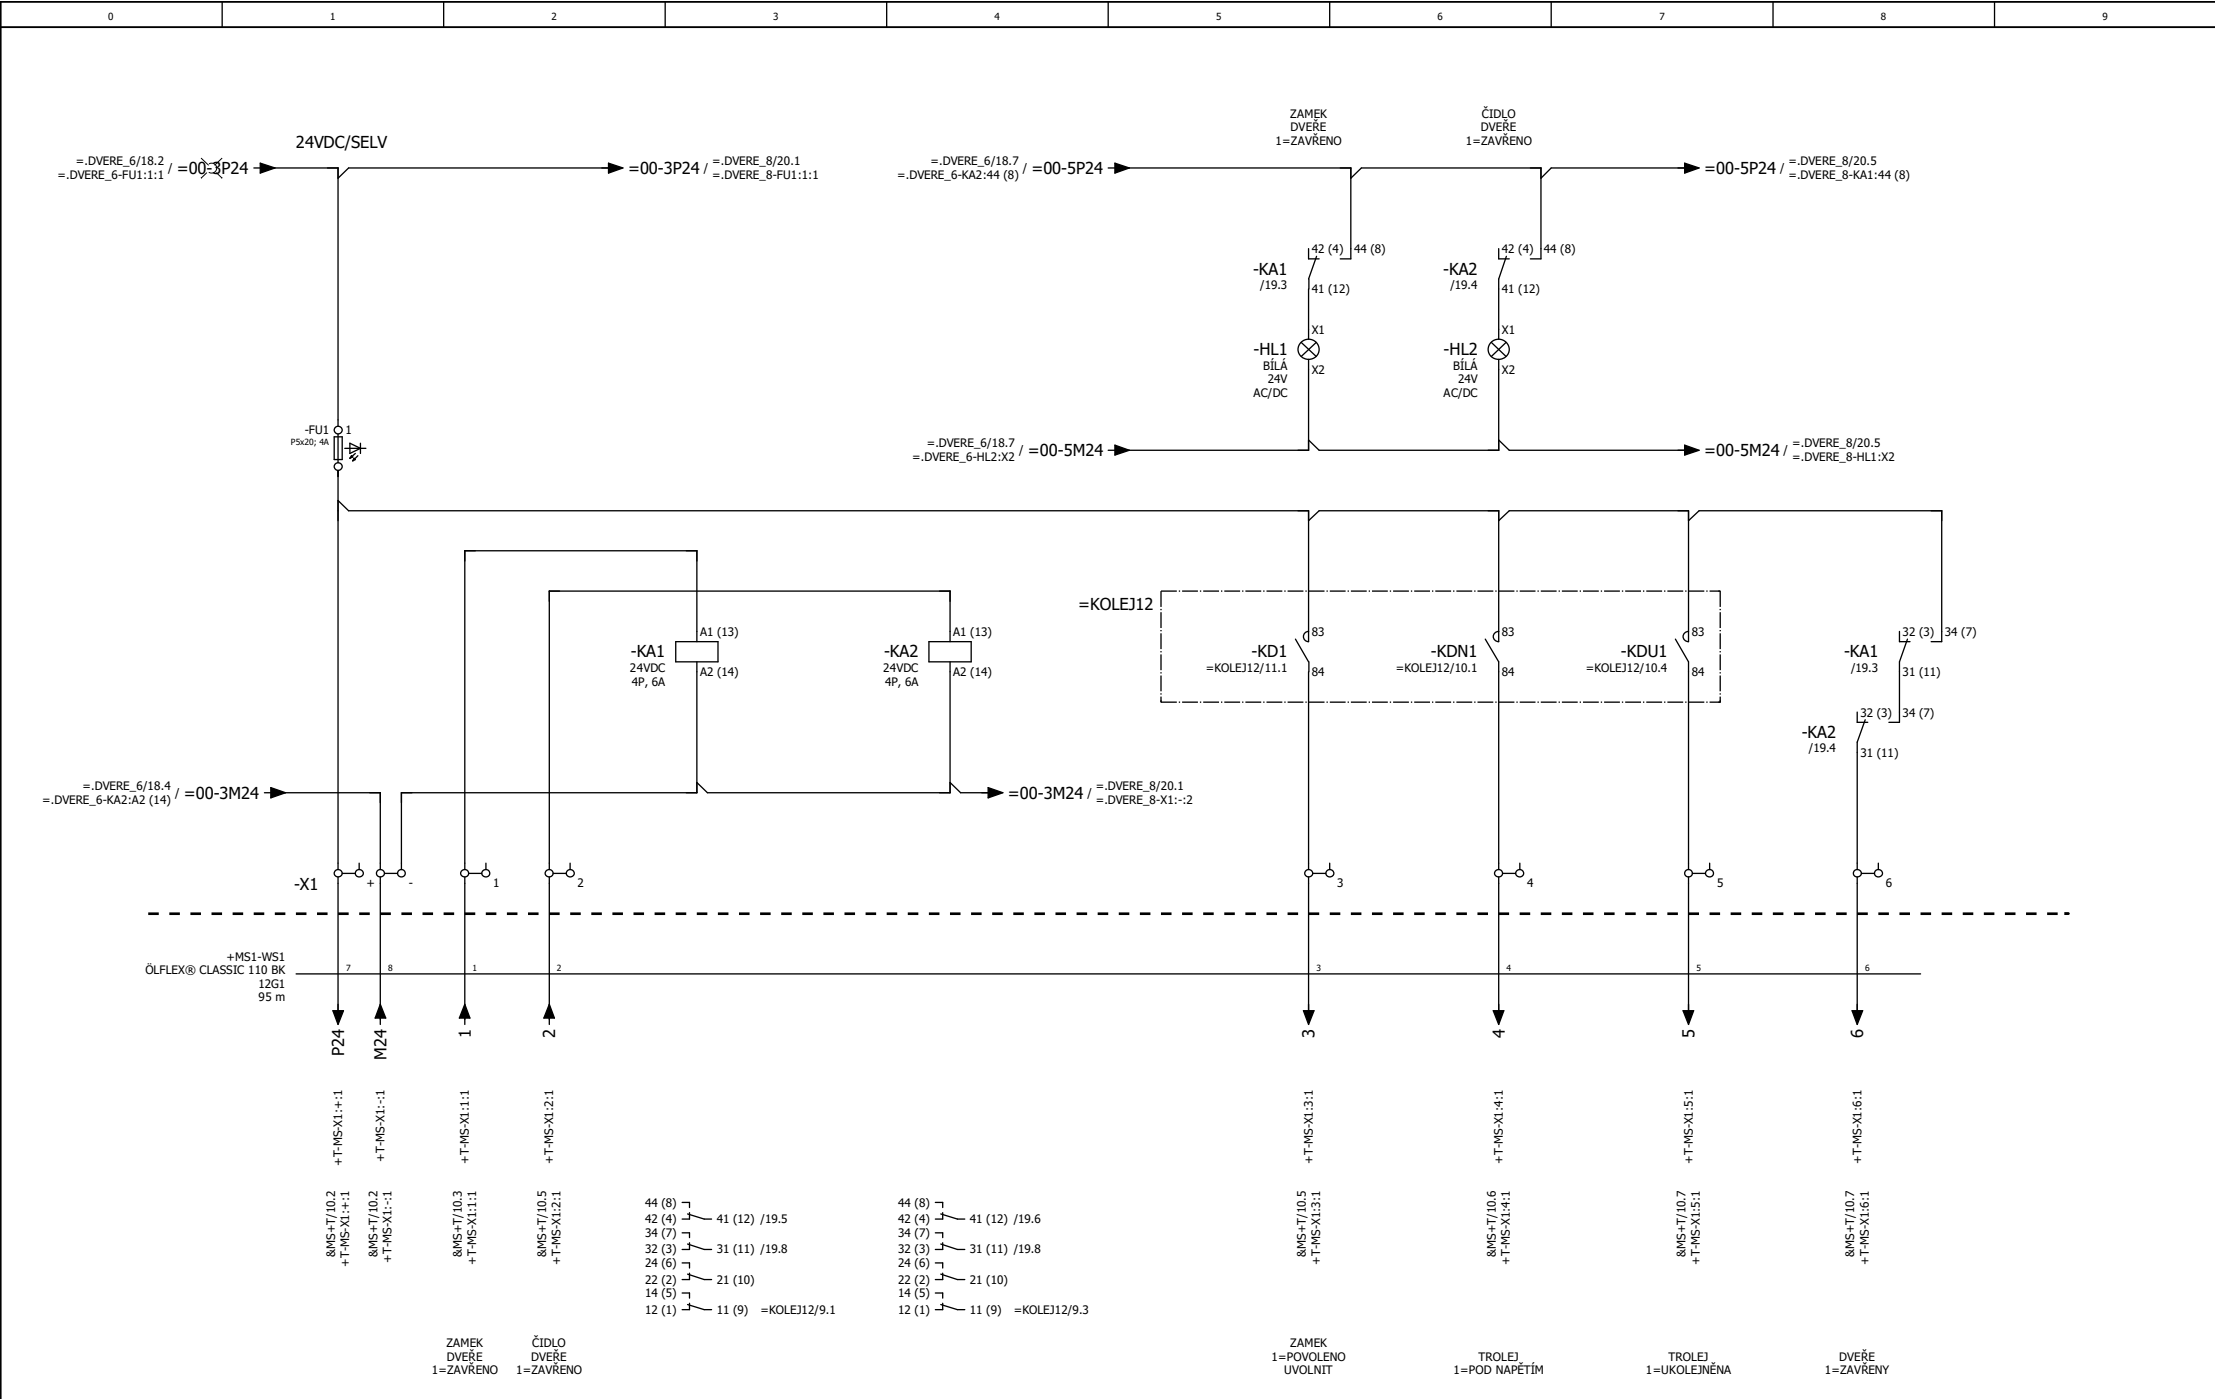 0 1 2 3 4 5 6 7 8 9
24VDC/SELV
=.DVERE_6/18.2
=.DVERE_6-FU1:1:1 / =00-3P24
=00-3P24 / =.DVERE_8/20.1
=.DVERE_8-FU1:1:1
=.DVERE_6/18.7
=.DVERE_6-KA2:44 (8) / =00-5P24
ZAMEK
DVEŘE
1=ZAVŘENO
ČIDLO
DVEŘE
1=ZAVŘENO
=00-5P24 / =.DVERE_8/20.5
=.DVERE_8-KA1:44 (8)
42 (4) 44 (8)
-KA1
/19.3
41 (12)
42 (4) 44 (8)
-KA2
/19.4
41 (12)
X1
-HL1
BÍLÁ
24V
AC/DC
X2
X1
-HL2
BÍLÁ
24V
AC/DC
X2
-FU1 1
P5x20; 4A
=.DVERE_6/18.7
=.DVERE_6-HL2:X2 / =00-5M24
=00-5M24 / =.DVERE_8/20.5
=.DVERE_8-HL1:X2
A1 (13)
-KA1
24VDC
4P, 6A
A2 (14)
A1 (13)
-KA2
24VDC
4P, 6A
A2 (14)
=KOLEJ12
83
-KD1
=KOLEJ12/11.1
84
83
-KDN1
=KOLEJ12/10.1
84
83
-KDU1
=KOLEJ12/10.4
84
32 (3) 34 (7)
-KA1
/19.3
31 (11)
32 (3) 34 (7)
-KA2
/19.4
31 (11)
=.DVERE_6/18.4
=.DVERE_6-KA2:A2 (14) / =00-3M24
=00-3M24 / =.DVERE_8/20.1
=.DVERE_8-X1:-:2
-X1 + - 1 2 3 4 5 6
+MS1-WS1
ÖLFLEX® CLASSIC 110 BK
12G1
95 m
7 8 1 2 3 4 5 6
P24
M24
1
2
3
4
5
6
+T-MS-X1:+:1
+T-MS-X1:-:1
+T-MS-X1:1:1
+T-MS-X1:2:1
+T-MS-X1:3:1
+T-MS-X1:4:1
+T-MS-X1:5:1
+T-MS-X1:6:1
&MS+T/10.2
+T-MS-X1:+:1
&MS+T/10.2
+T-MS-X1:-:1
&MS+T/10.3
+T-MS-X1:1:1
&MS+T/10.5
+T-MS-X1:2:1
44 (8)
42 (4) 41 (12) /19.5
34 (7)
32 (3) 31 (11) /19.8
24 (6)
22 (2) 21 (10)
14 (5)
12 (1) 11 (9) =KOLEJ12/9.1
44 (8)
42 (4) 41 (12) /19.6
34 (7)
32 (3) 31 (11) /19.8
24 (6)
22 (2) 21 (10)
14 (5)
12 (1) 11 (9) =KOLEJ12/9.3
&MS+T/10.5
+T-MS-X1:3:1
&MS+T/10.6
+T-MS-X1:4:1
&MS+T/10.7
+T-MS-X1:5:1
&MS+T/10.7
+T-MS-X1:6:1
ZAMEK
DVEŘE
1=ZAVŘENO
ČIDLO
DVEŘE
1=ZAVŘENO
ZAMEK
1=POVOLENO
UVOLNIT
TROLEJ
1=POD NAPĚTÍM
TROLEJ
1=UKOLEJNĚNA
DVEŘE
1=ZAVŘENY